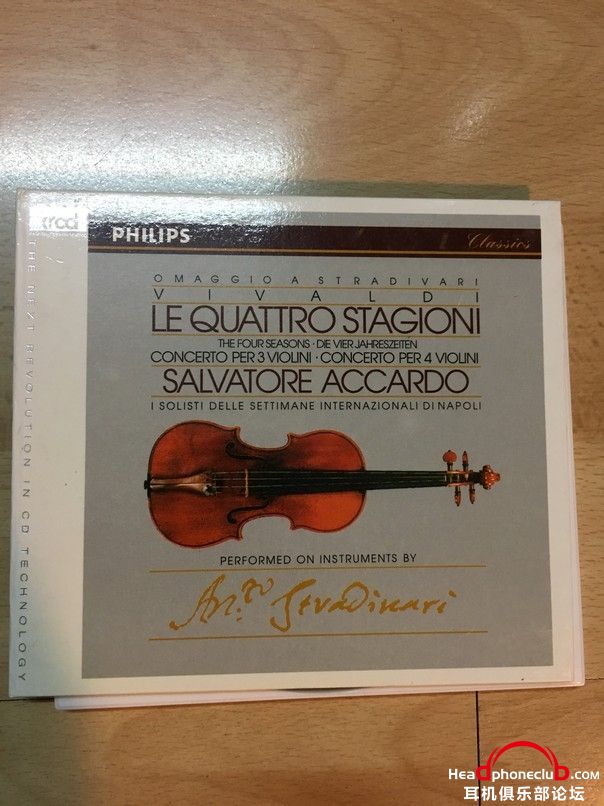 xrcd
PHILIPS
Classics
OMAGGIO A STRADIVARI
VIVALDI
LE QUATTRO STAGIONI
THE FOUR SEASONS · DIE VIER JAHRESZEITEN
CONCERTO PER 3 VIOLINI · CONCERTO PER 4 VIOLINI
SALVATORE ACCARDO
I SOLISTI DELLE SETTIMANE INTERNAZIONALI DI NAPOLI
PERFORMED ON INSTRUMENTS BY
Ant.º Stradivari
THE NEXT REVOLUTION IN CD TECHNOLOGY
Headphoneclub.com
耳机俱乐部论坛